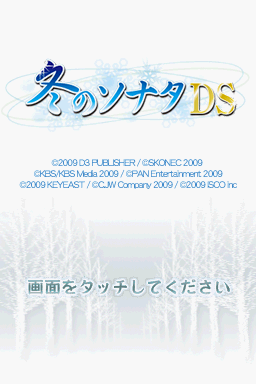 冬のソナタDS
©2009 D3 PUBLISHER / ©SKONEC 2009
©KBS/KBS Media 2009 / ©PAN Entertainment 2009
©2009 KEYEAST / ©CJW Company 2009 / ©2009 ISCO inc
画面をタッチしてください